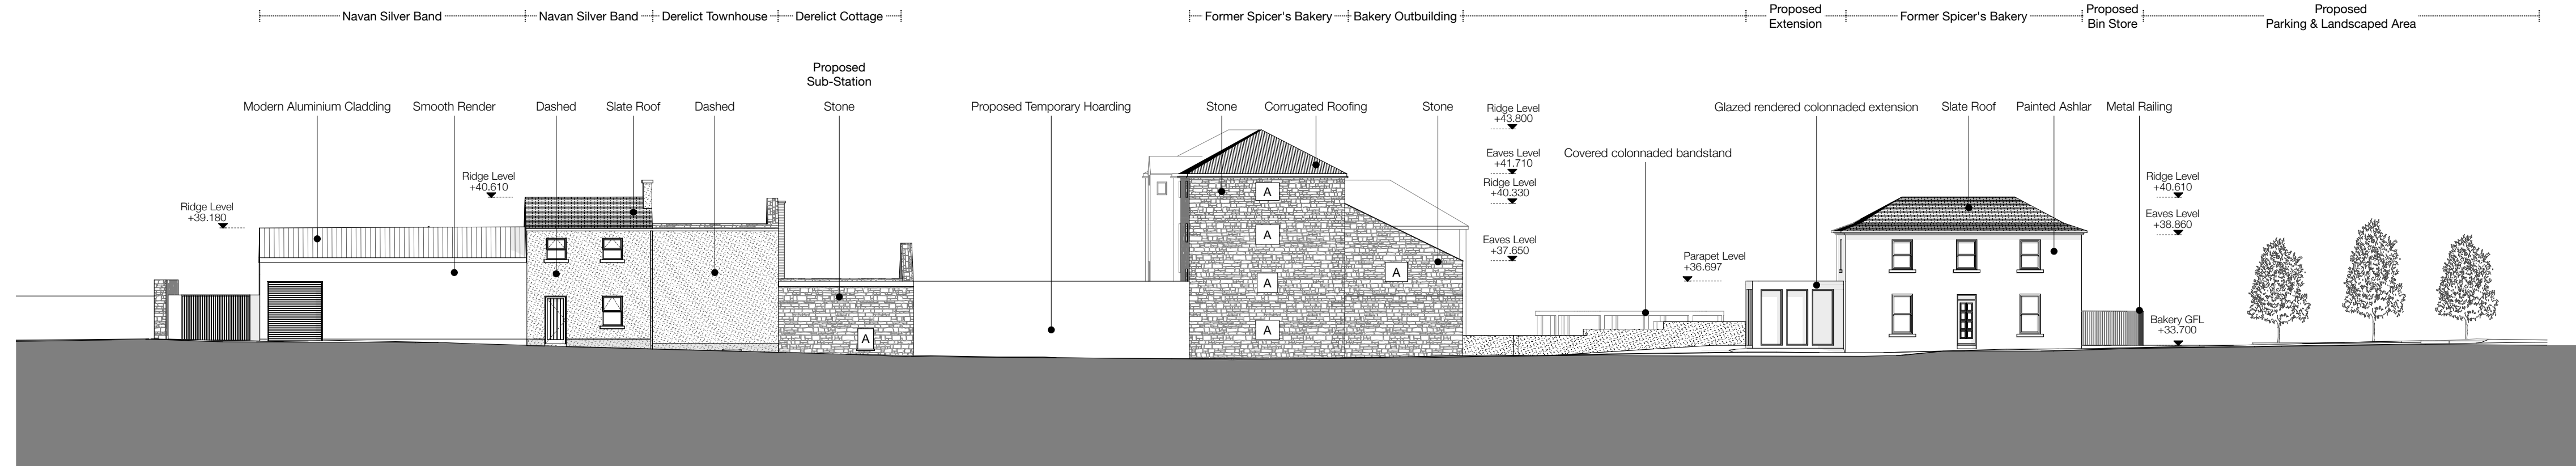 Navan Silver Band
Navan Silver Band
Derelict Townhouse
Derelict Cottage
Former Spicer's Bakery
Bakery Outbuilding
Proposed
Extension
Former Spicer's Bakery
Proposed
Bin Store
Proposed
Parking & Landscaped Area
Proposed
Sub-Station
Modern Aluminium Cladding
Smooth Render
Dashed
Slate Roof
Dashed
Stone
Proposed Temporary Hoarding
Stone
Corrugated Roofing
Stone
Ridge Level
+43.800
Glazed rendered colonnaded extension
Slate Roof
Painted Ashlar
Metal Railing
Eaves Level
+41.710
Covered colonnaded bandstand
Ridge Level
+40.610
Ridge Level
+40.330
Ridge Level
+40.610
Ridge Level
+39.180
Eaves Level
+38.860
Eaves Level
+37.650
Parapet Level
+36.697
Bakery GFL
+33.700
A
A
A
A
A
A